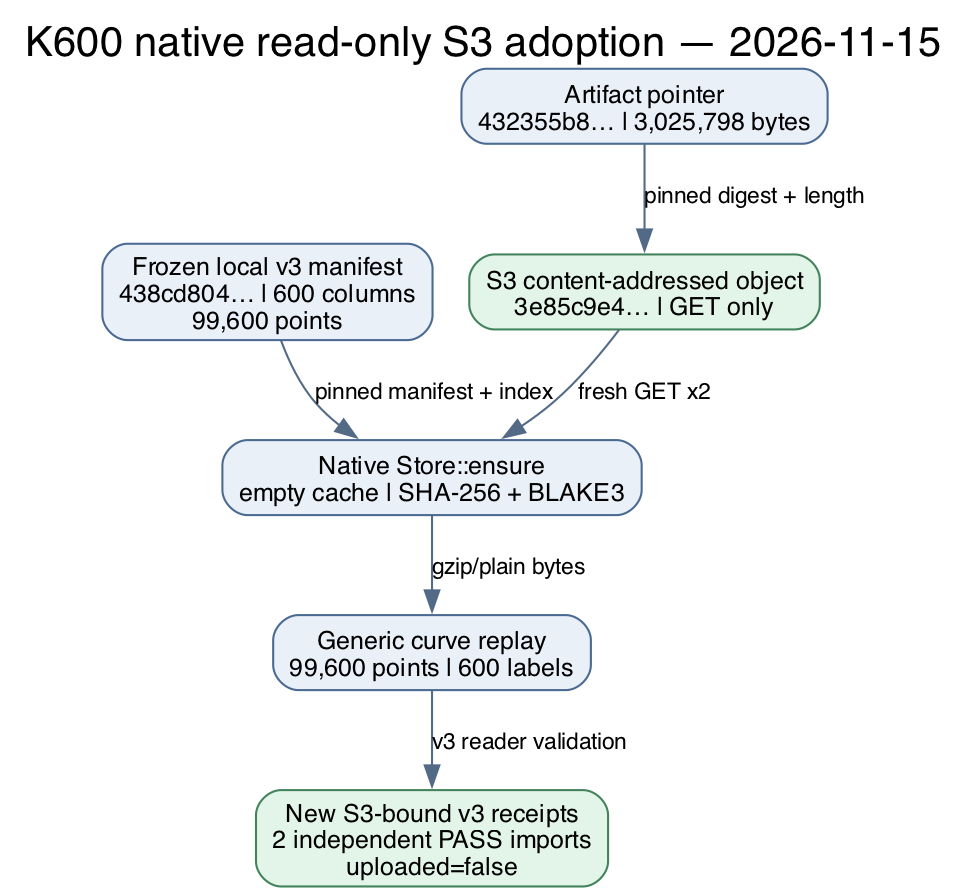 K600 native read-only S3 adoption — 2026-11-15
Artifact pointer
432355b8… | 3,025,798 bytes
pinned digest + length
Frozen local v3 manifest
438cd804… | 600 columns
99,600 points
S3 content-addressed object
3e85c9e4… | GET only
pinned manifest + index
fresh GET x2
Native Store::ensure
empty cache | SHA-256 + BLAKE3
gzip/plain bytes
Generic curve replay
99,600 points | 600 labels
v3 reader validation
New S3-bound v3 receipts
2 independent PASS imports
uploaded=false